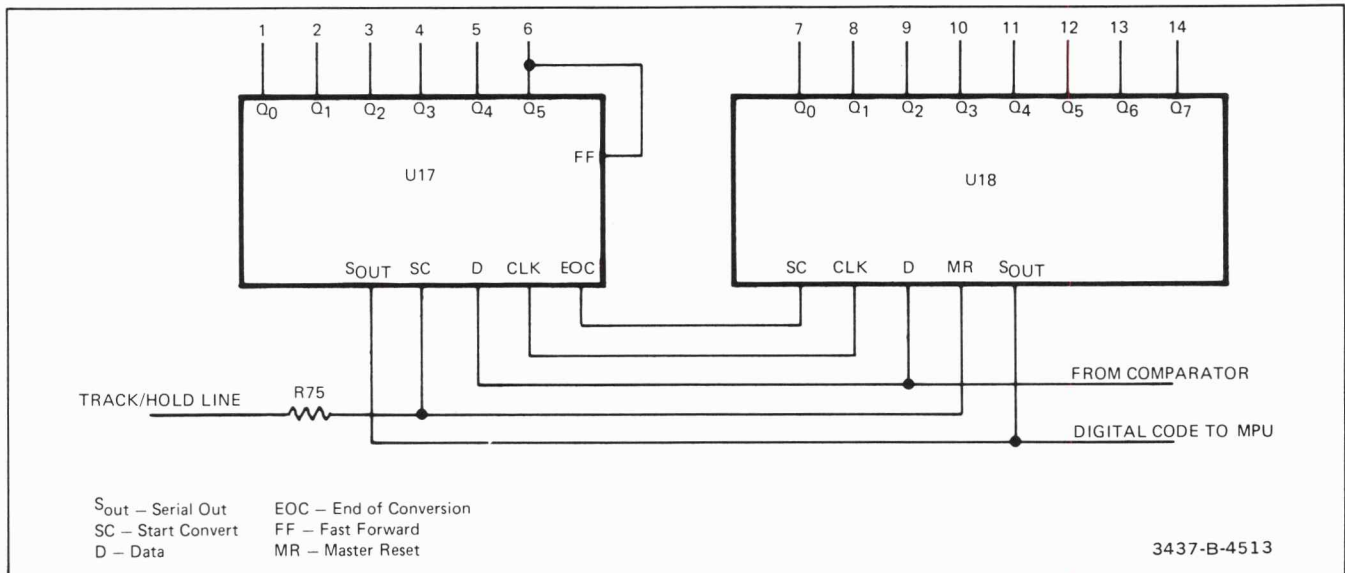 1 2 3 4 5 6 7 8 9 10 11 12 13 14
Q0 Q1 Q2 Q3 Q4 Q5 Q0 Q1 Q2 Q3 Q4 Q5 Q6 Q7
FF
U17 U18
SOUT SC D CLK EOC SC CLK D MR SOUT
FROM COMPARATOR
TRACK/HOLD LINE R75
DIGITAL CODE TO MPU
Sout – Serial Out EOC – End of Conversion
SC – Start Convert FF – Fast Forward
D – Data MR – Master Reset
3437-B-4513